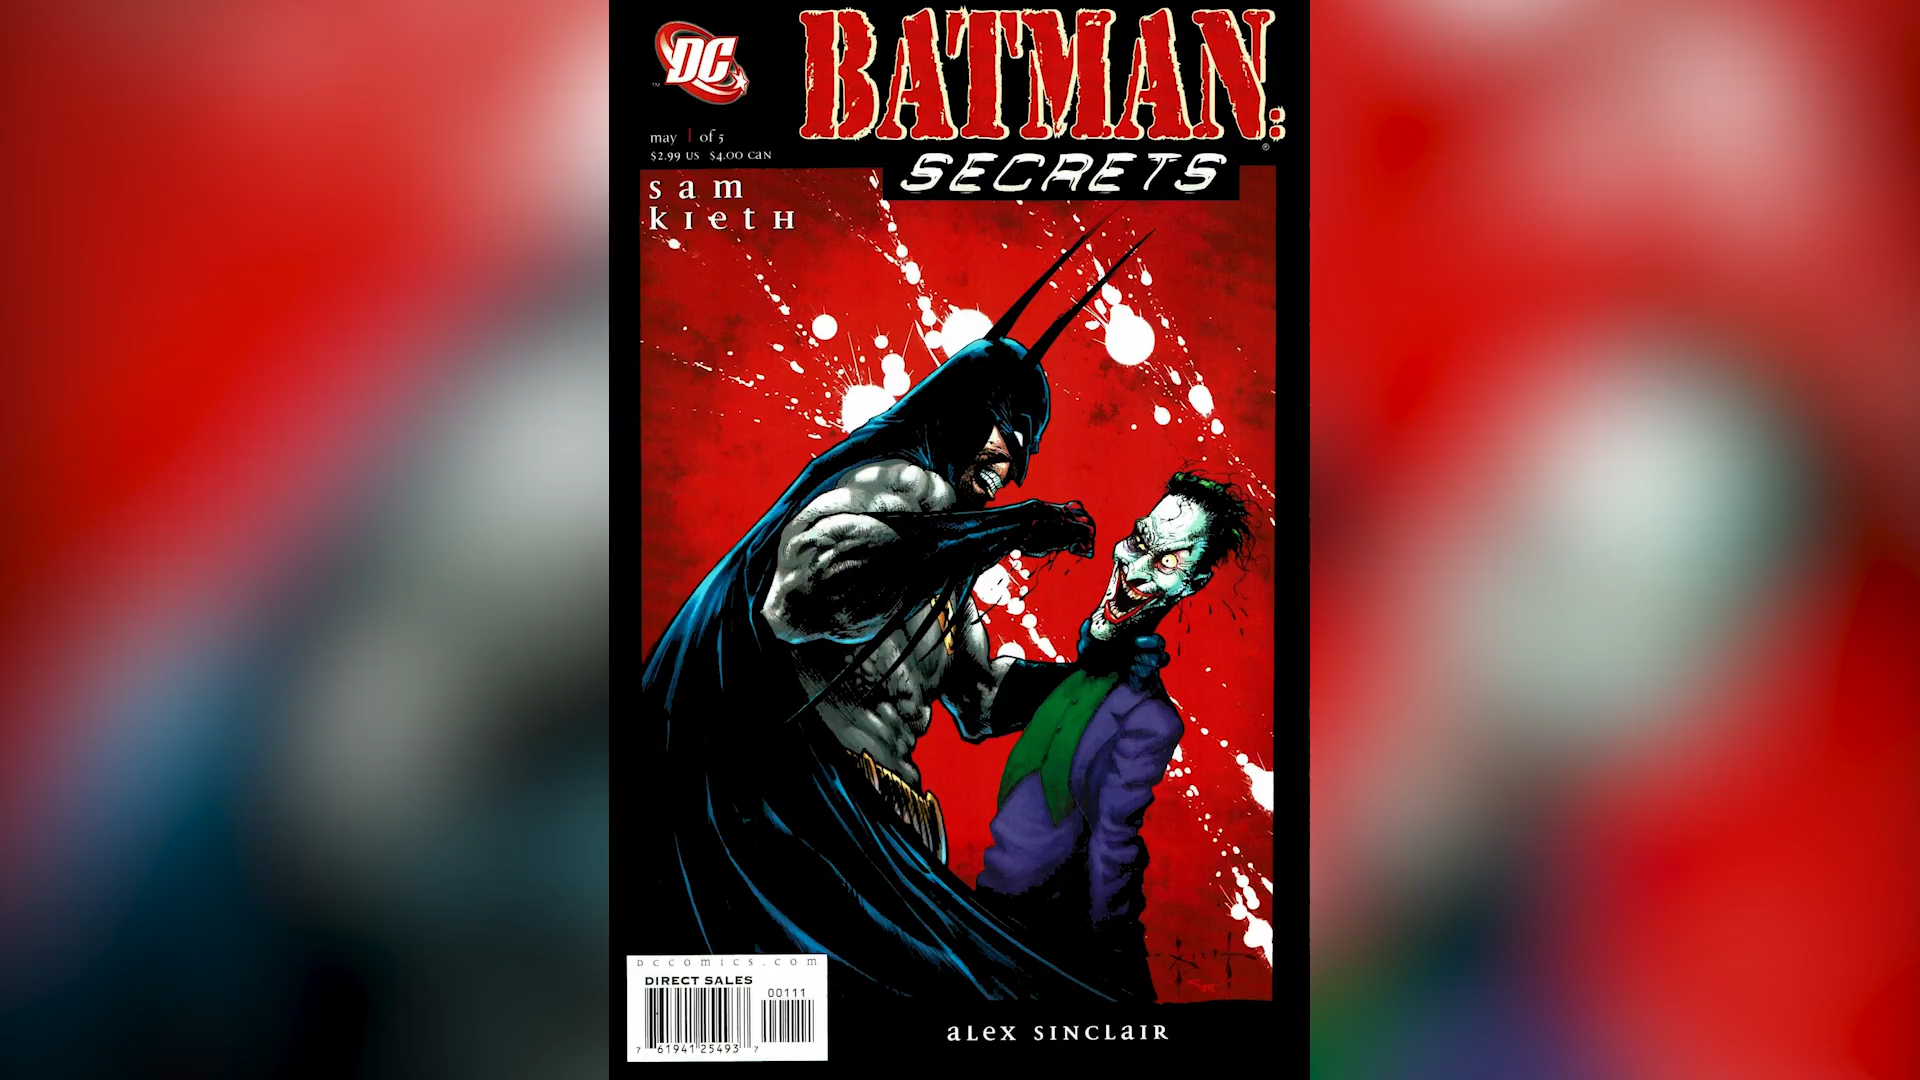 DC
TM
BATMAN:
®
may 1 of 5
$2.99 US $4.00 CAN
SECRETS
sam
kieth
dccomics.com
DIRECT SALES
00111
7 61941 25493 7
alex sinclair